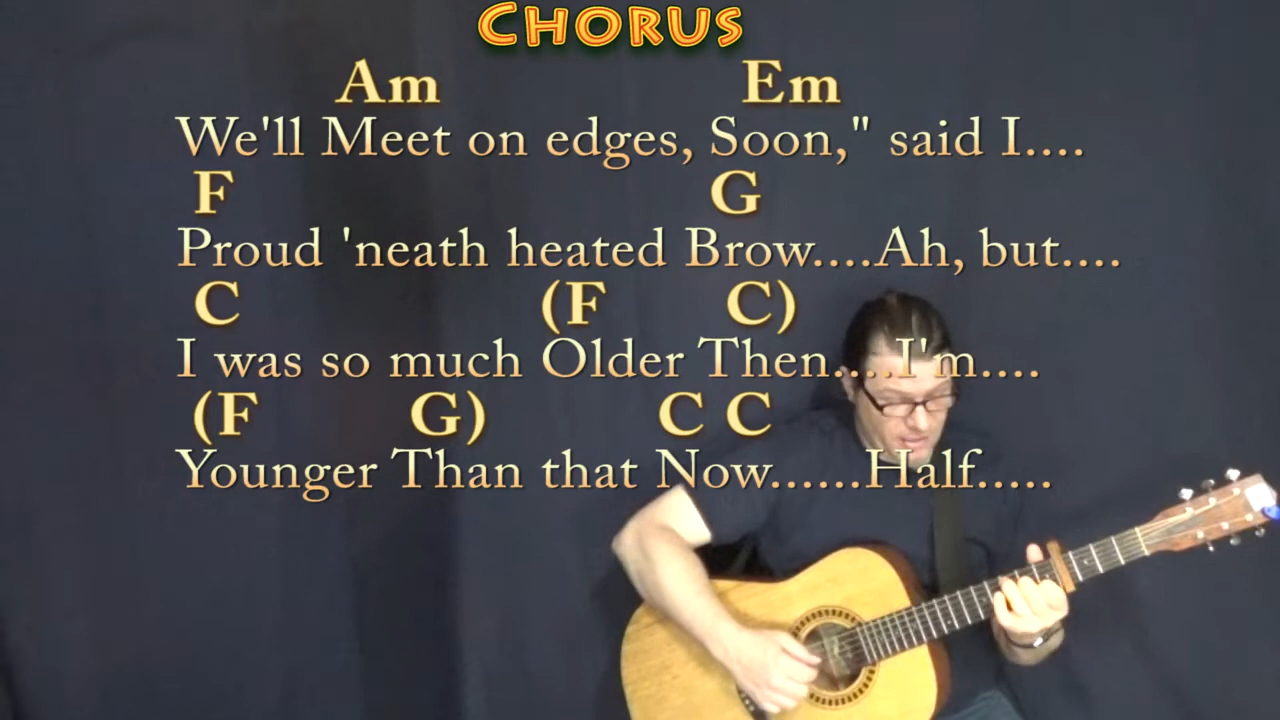 CHORUS
Am Em
We'll Meet on edges, Soon," said I....
F G
Proud 'neath heated Brow....Ah, but....
C (F C)
I was so much Older Then....I'm....
(F G) C C
Younger Than that Now......Half.....